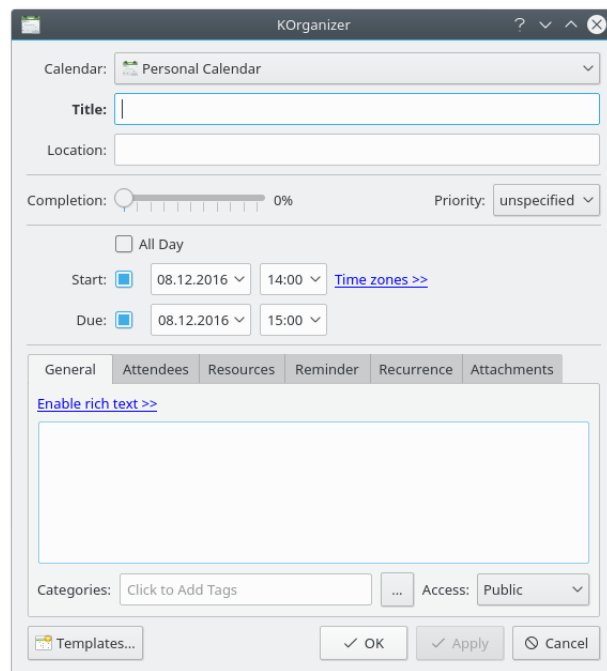 KOrganizer
Calendar: Personal Calendar
Title:
Location:
Completion: 0% Priority: unspecified
All Day
Start: 08.12.2016 14:00 Time zones >>
Due: 08.12.2016 15:00
General Attendees Resources Reminder Recurrence Attachments
Enable rich text >>
Categories: Click to Add Tags ... Access: Public
Templates... OK Apply Cancel